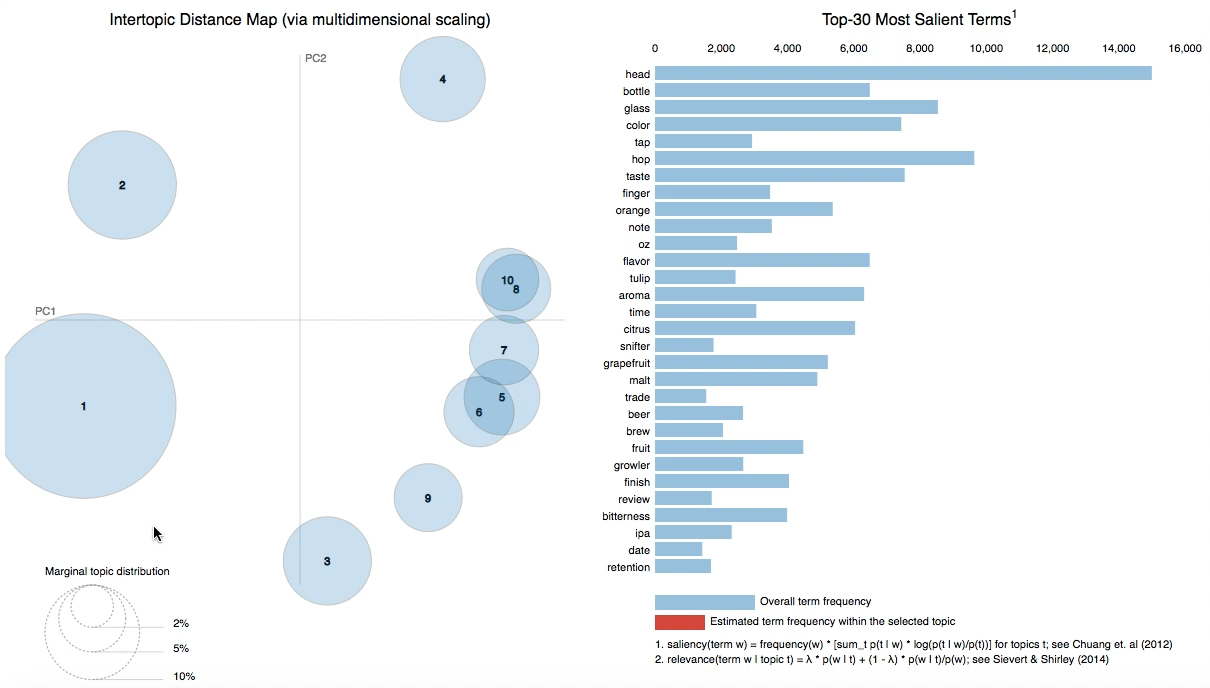 Intertopic Distance Map (via multidimensional scaling)
PC2
4
2
10
8
PC1
7
1
5
6
9
3
Marginal topic distribution
2%
5%
10%
Top-30 Most Salient Terms1
0 2,000 4,000 6,000 8,000 10,000 12,000 14,000 16,000
head
bottle
glass
color
tap
hop
taste
finger
orange
note
oz
flavor
tulip
aroma
time
citrus
snifter
grapefruit
malt
trade
beer
brew
fruit
growler
finish
review
bitterness
ipa
date
retention
Overall term frequency
Estimated term frequency within the selected topic
1. saliency(term w) = frequency(w) * [sum_t p(t | w) * log(p(t | w)/p(t))] for topics t; see Chuang et. al (2012)
2. relevance(term w | topic t) = λ * p(w | t) + (1 - λ) * p(w | t)/p(w); see Sievert & Shirley (2014)